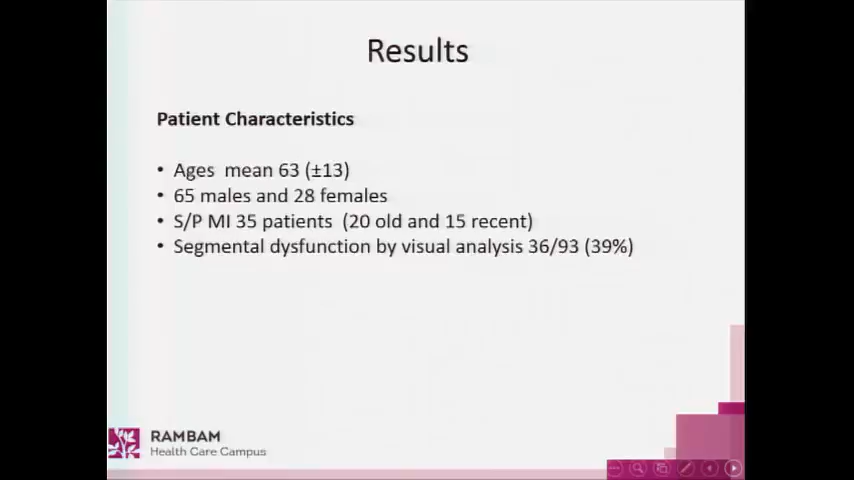 Results
Patient Characteristics
• Ages mean 63 (±13)
• 65 males and 28 females
• S/P MI 35 patients (20 old and 15 recent)
• Segmental dysfunction by visual analysis 36/93 (39%)
RAMBAM
Health Care Campus